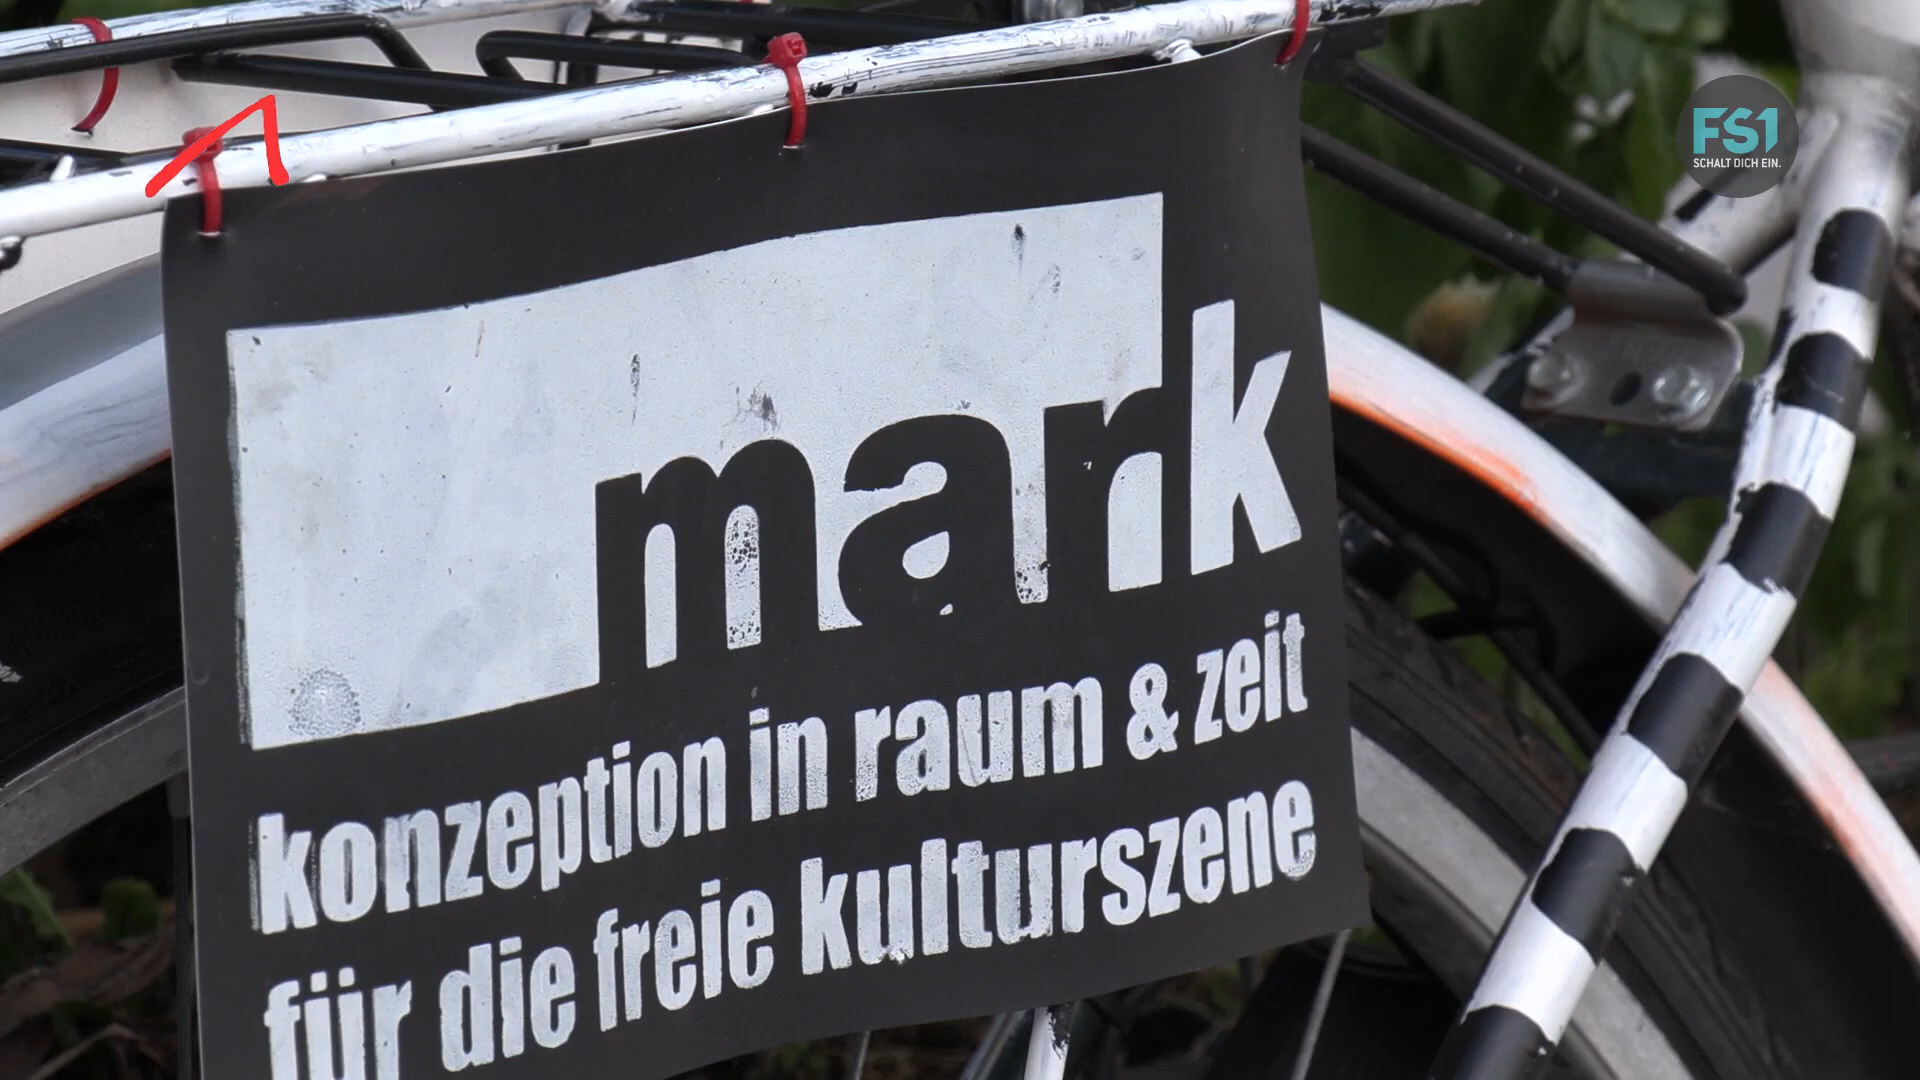 FS1
SCHALT DICH EIN.
mark
konzeption in raum & zeit
für die freie kulturszene